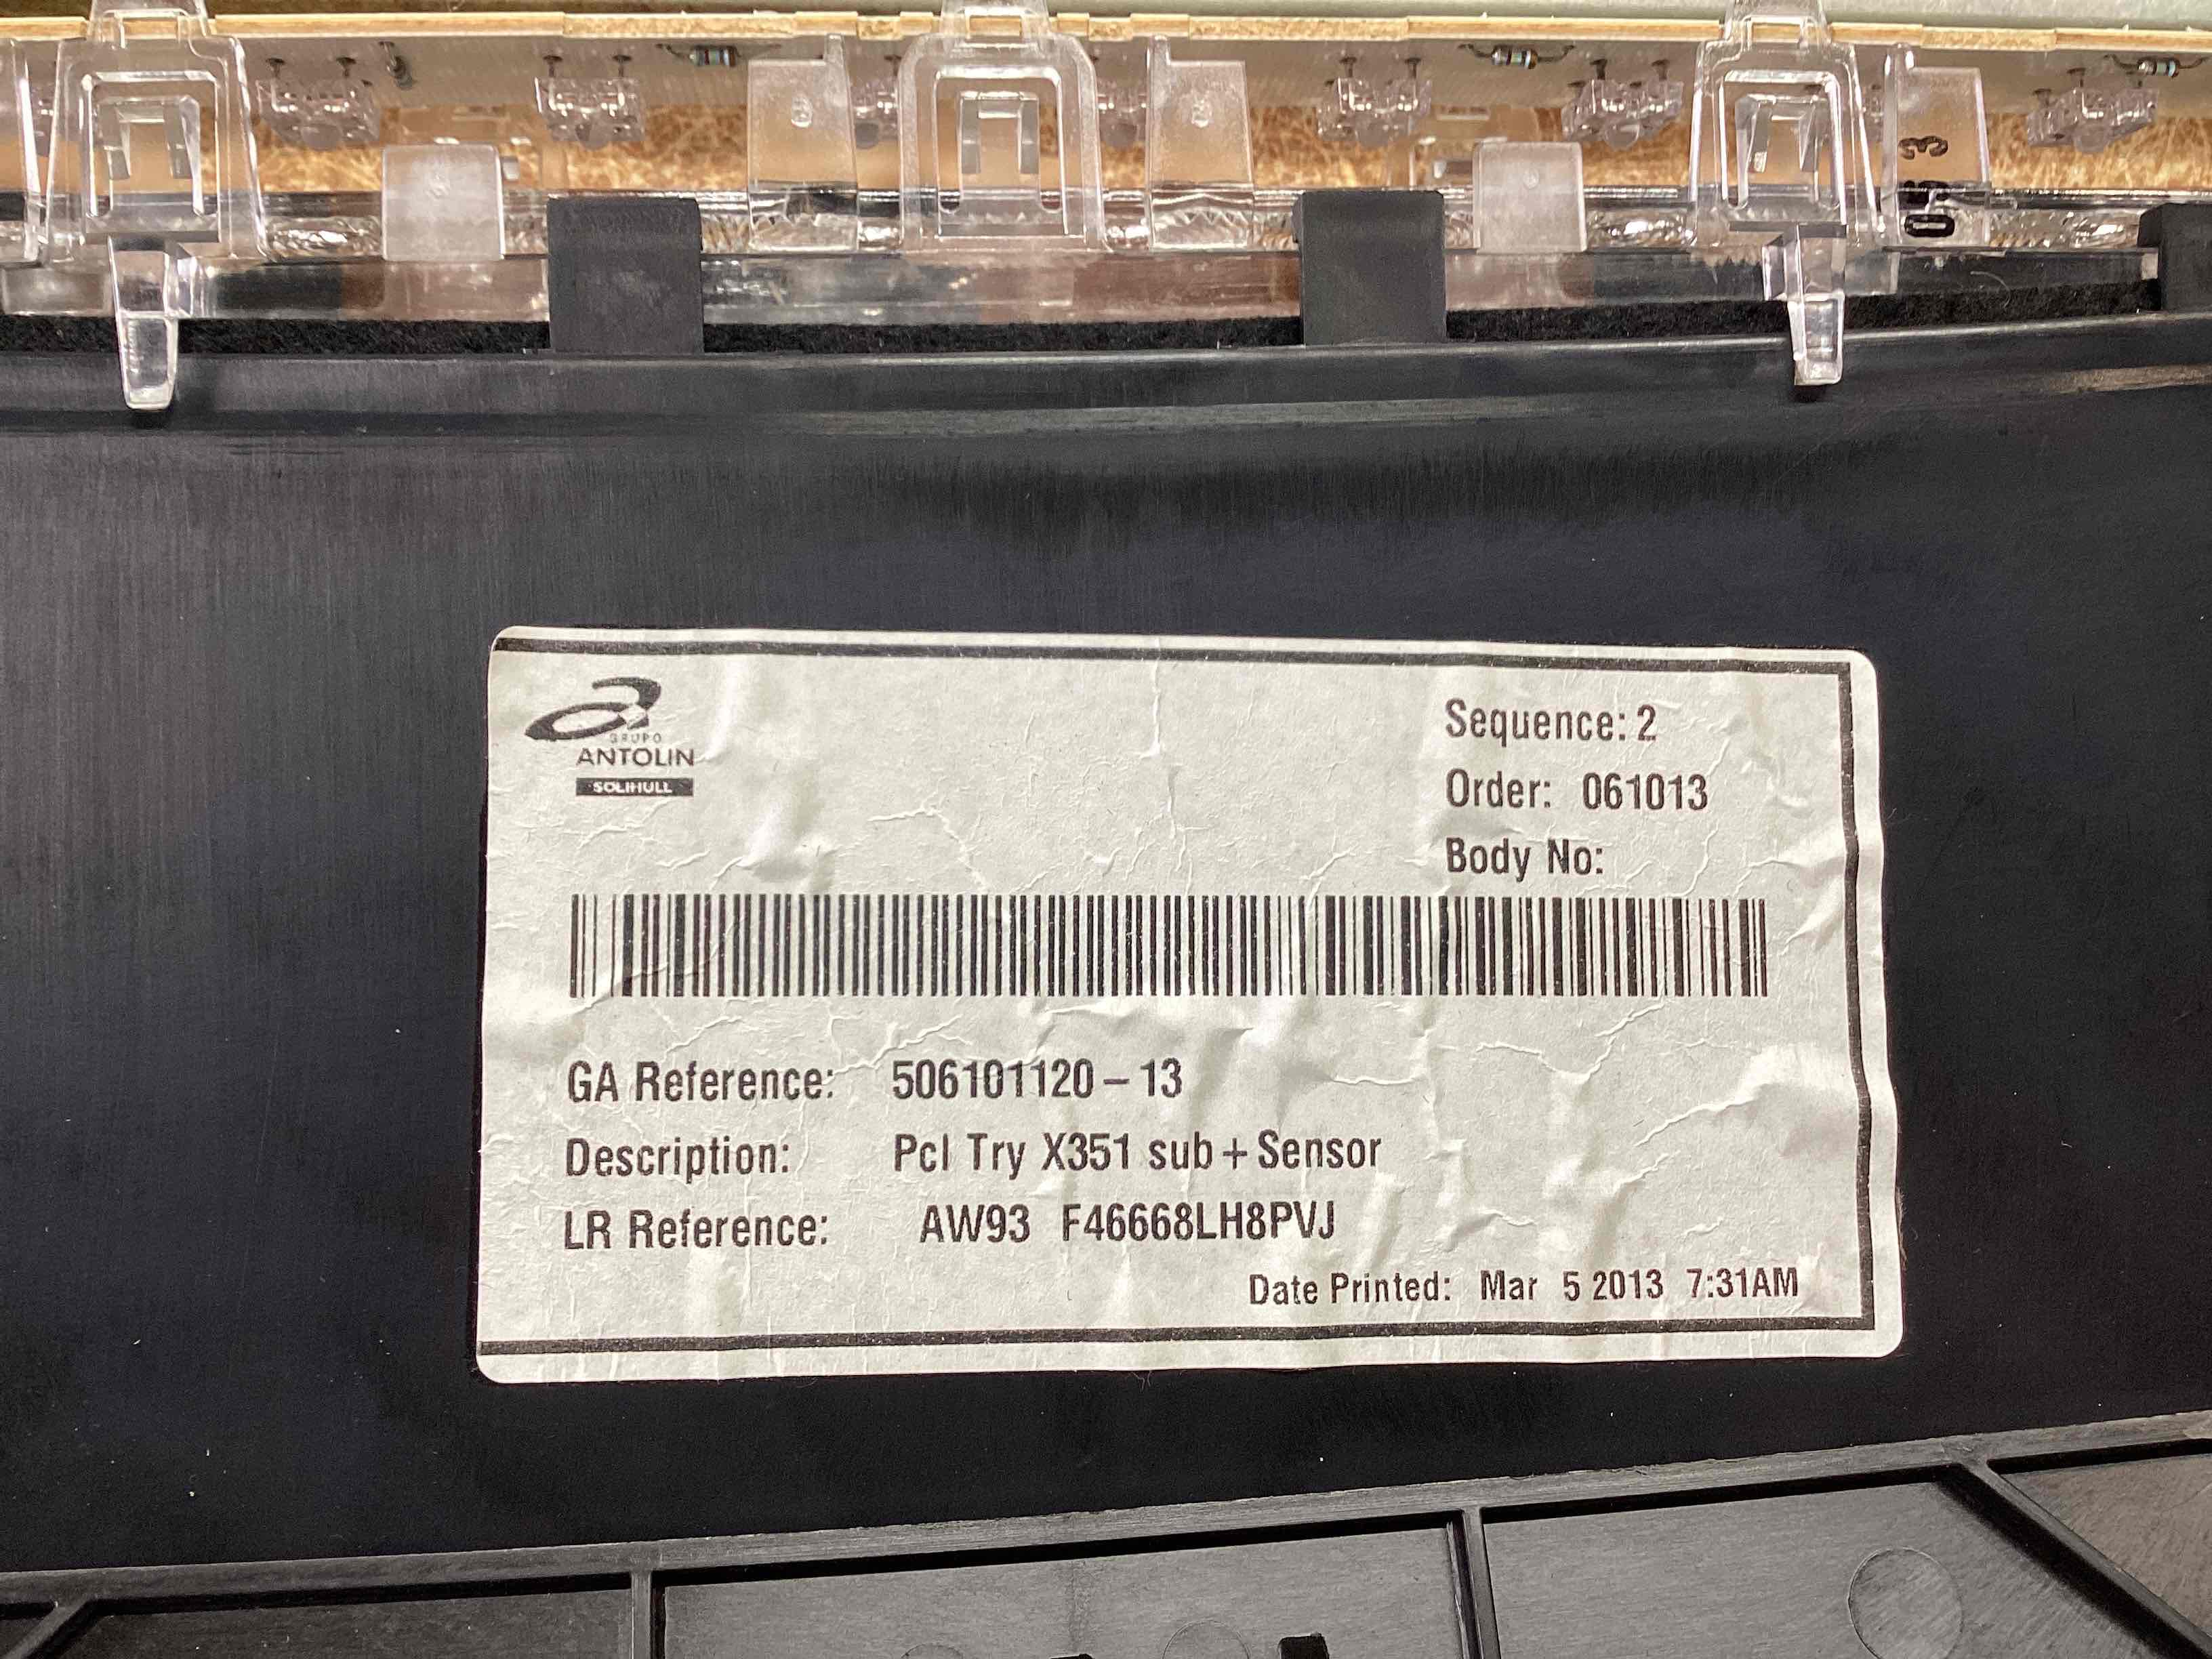 GRUPO
ANTOLIN
SOLIHULL
Sequence: 2
Order: 061013
Body No:
GA Reference: 506101120 - 13
Description: Pcl Try X351 sub + Sensor
LR Reference: AW93 F46668LH8PVJ
Date Printed: Mar 5 2013 7:31AM